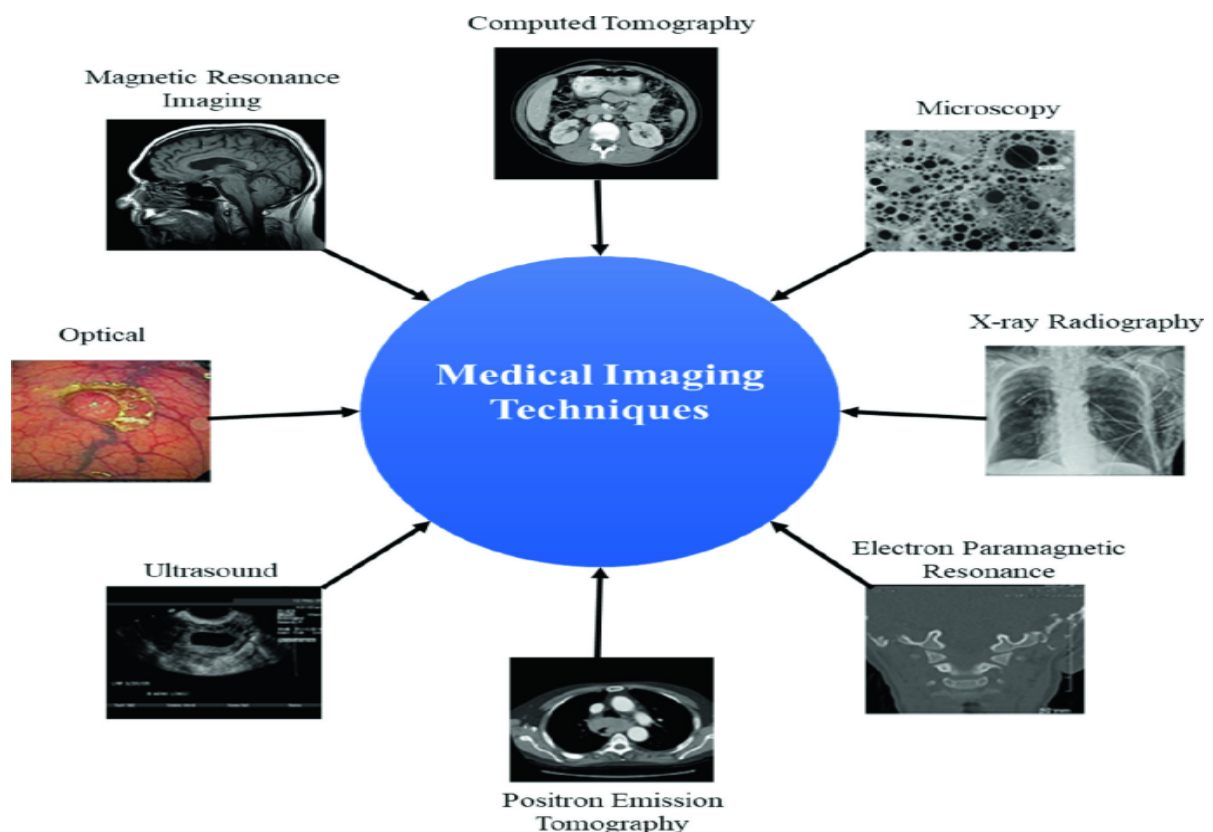 Computed Tomography
Magnetic Resonance
Imaging
Microscopy
Optical
X-ray Radiography
Medical Imaging
Techniques
Ultrasound
Electron Paramagnetic
Resonance
Positron Emission
Tomography